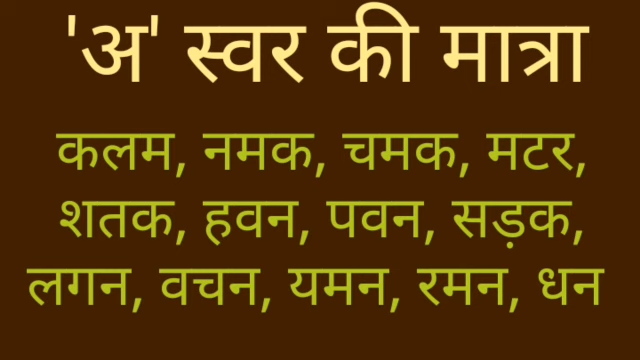 'अ' स्वर की मात्रा
कलम, नमक, चमक, मटर,
शतक, हवन, पवन, सड़क,
लगन, वचन, यमन, रमन, धन